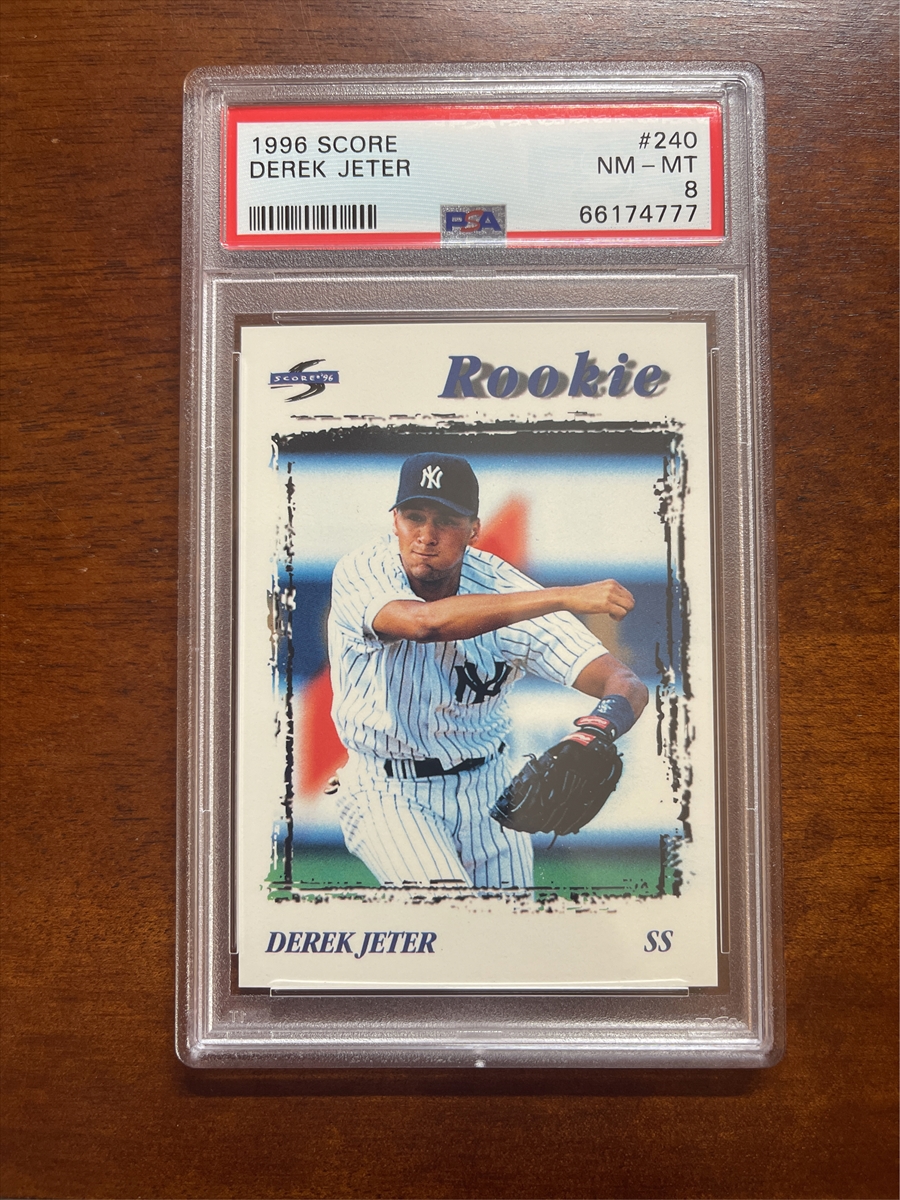 1996 SCORE #240
DEREK JETER NM - MT
8
PSA 66174777
SCORE '96
Rookie
NY
NY
DEREK JETER SS